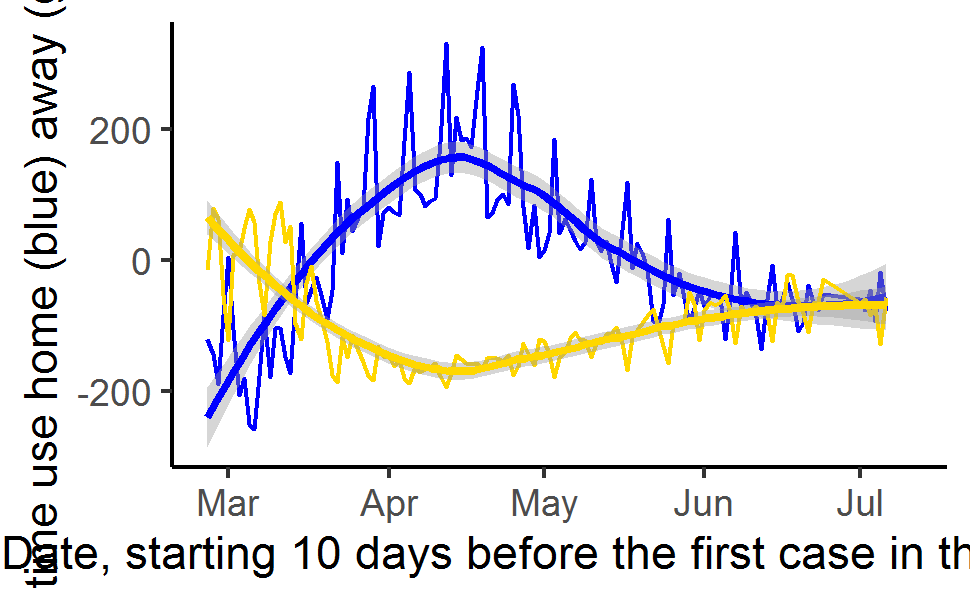 time use home (blue) away (
200
0
-200
Mar Apr May Jun Jul
Date, starting 10 days before the first case in th